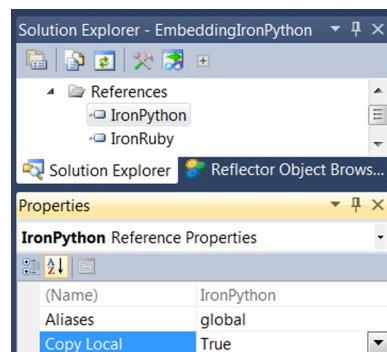 Solution Explorer - EmbeddingIronPython
References
IronPython
IronRuby
Solution Explorer Reflector Object Brows...
Properties
IronPython Reference Properties
(Name) IronPython
Aliases global
Copy Local True